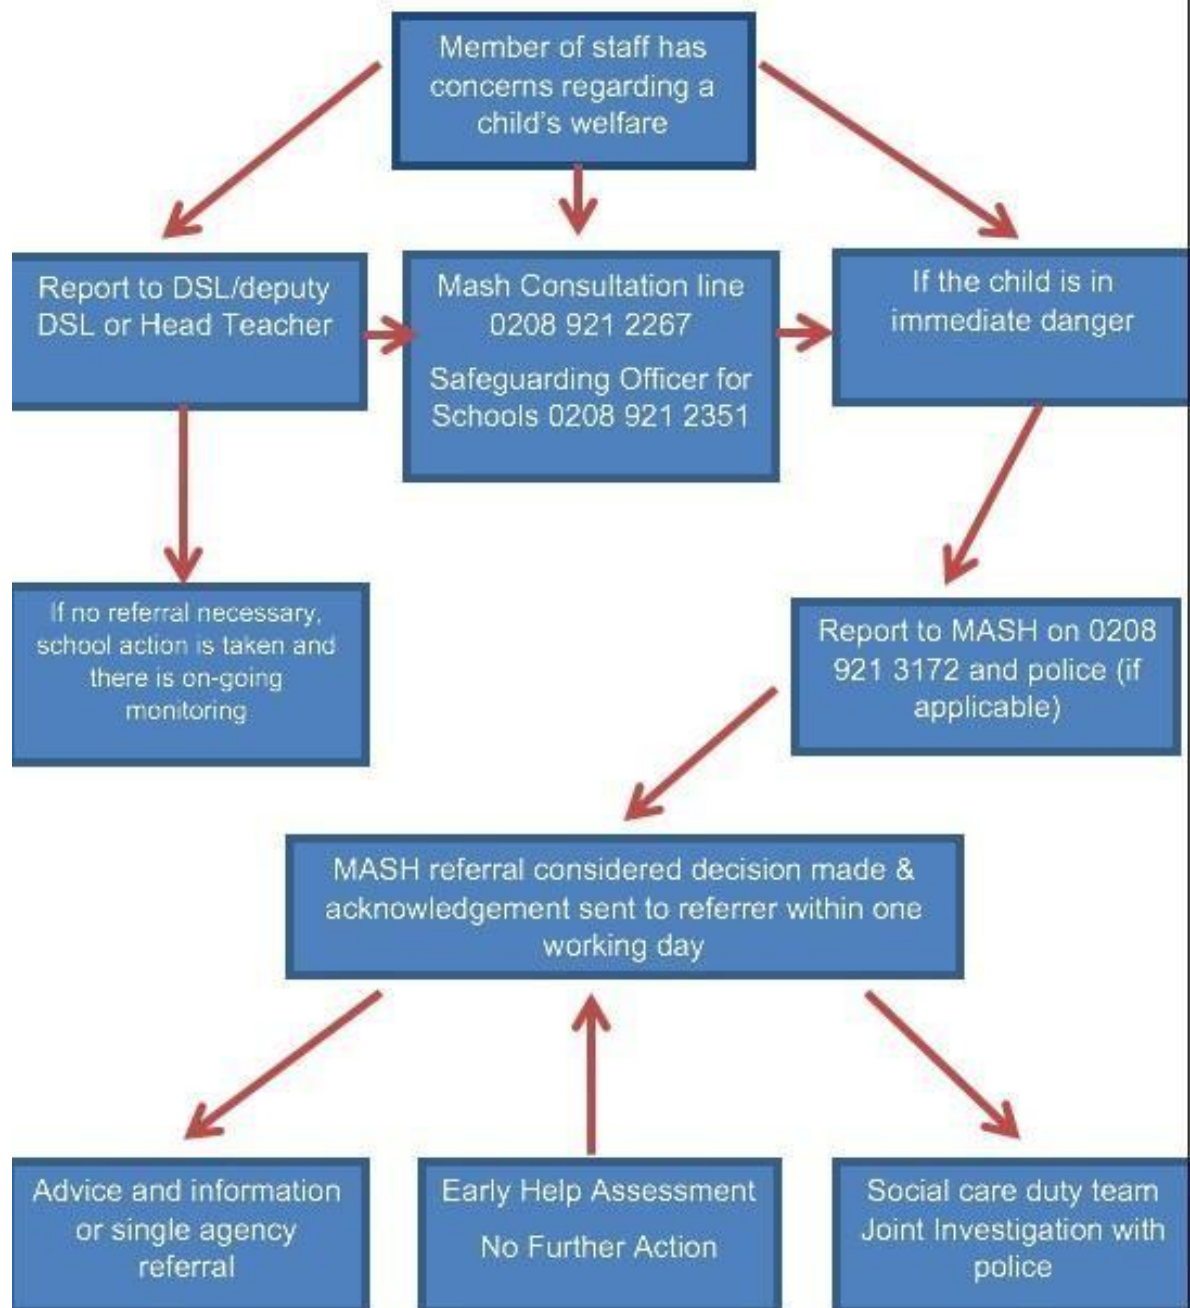 Member of staff has
concerns regarding a
child's welfare
Report to DSL/deputy
DSL or Head Teacher
Mash Consultation line
0208 921 2267
Safeguarding Officer for
Schools 0208 921 2351
If the child is in
immediate danger
If no referral necessary,
school action is taken and
there is on-going
monitoring
Report to MASH on 0208
921 3172 and police (if
applicable)
MASH referral considered decision made &
acknowledgement sent to referrer within one
working day
Advice and information
or single agency
referral
Early Help Assessment
No Further Action
Social care duty team
Joint Investigation with
police